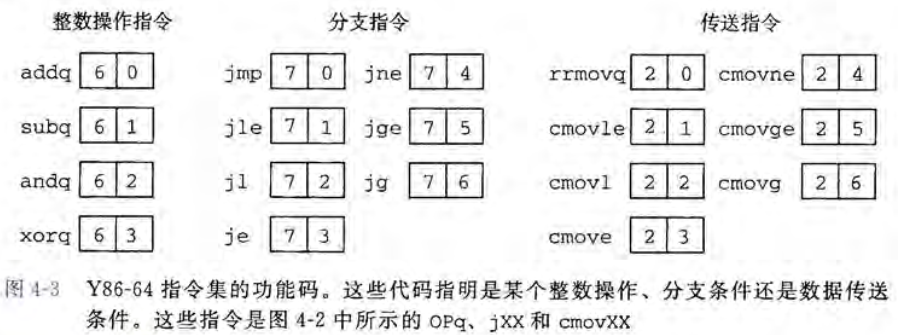 整数操作指令 分支指令 传送指令
addq 6 0 jmp 7 0 jne 7 4 rrmovq 2 0 cmovne 2 4
subq 6 1 jle 7 1 jge 7 5 cmovle 2 1 cmovge 2 5
andq 6 2 jl 7 2 jg 7 6 cmovl 2 2 cmovg 2 6
xorq 6 3 je 7 3 cmove 2 3
图 4-3 Y86-64 指令集的功能码。这些代码指明是某个整数操作、分支条件还是数据传送
条件。这些指令是图 4-2 中所示的 OPq、jXX 和 cmovXX